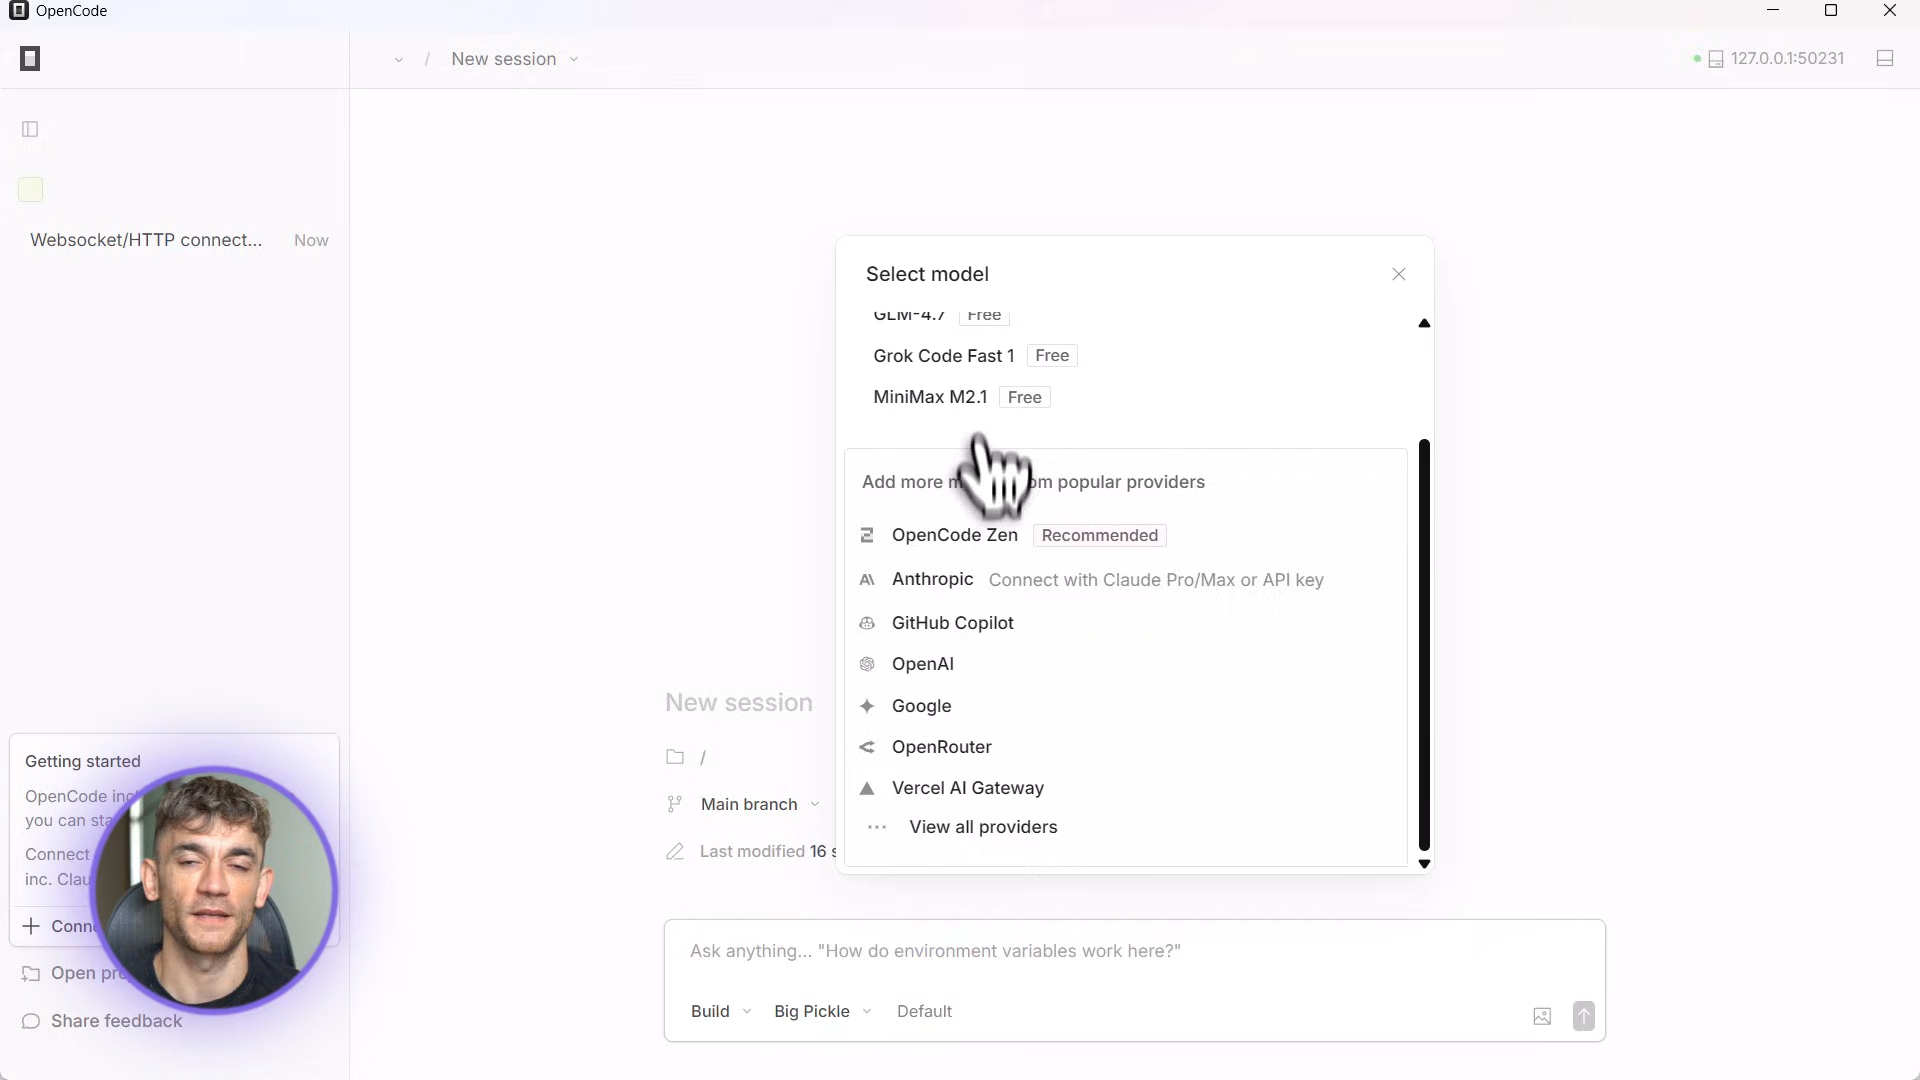 OpenCode
/ New session
127.0.0.1:50231
Websocket/HTTP connect... Now
Select model
GLM-4.7 Free
Grok Code Fast 1 Free
MiniMax M2.1 Free
Add more from popular providers
OpenCode Zen Recommended
Anthropic Connect with Claude Pro/Max or API key
GitHub Copilot
OpenAI
Google
OpenRouter
Vercel AI Gateway
View all providers
New session
/
Main branch
Last modified 16
Getting started
OpenCode
you can
Connect
inc.
Open
Share feedback
Ask anything... "How do environment variables work here?"
Build Big Pickle Default